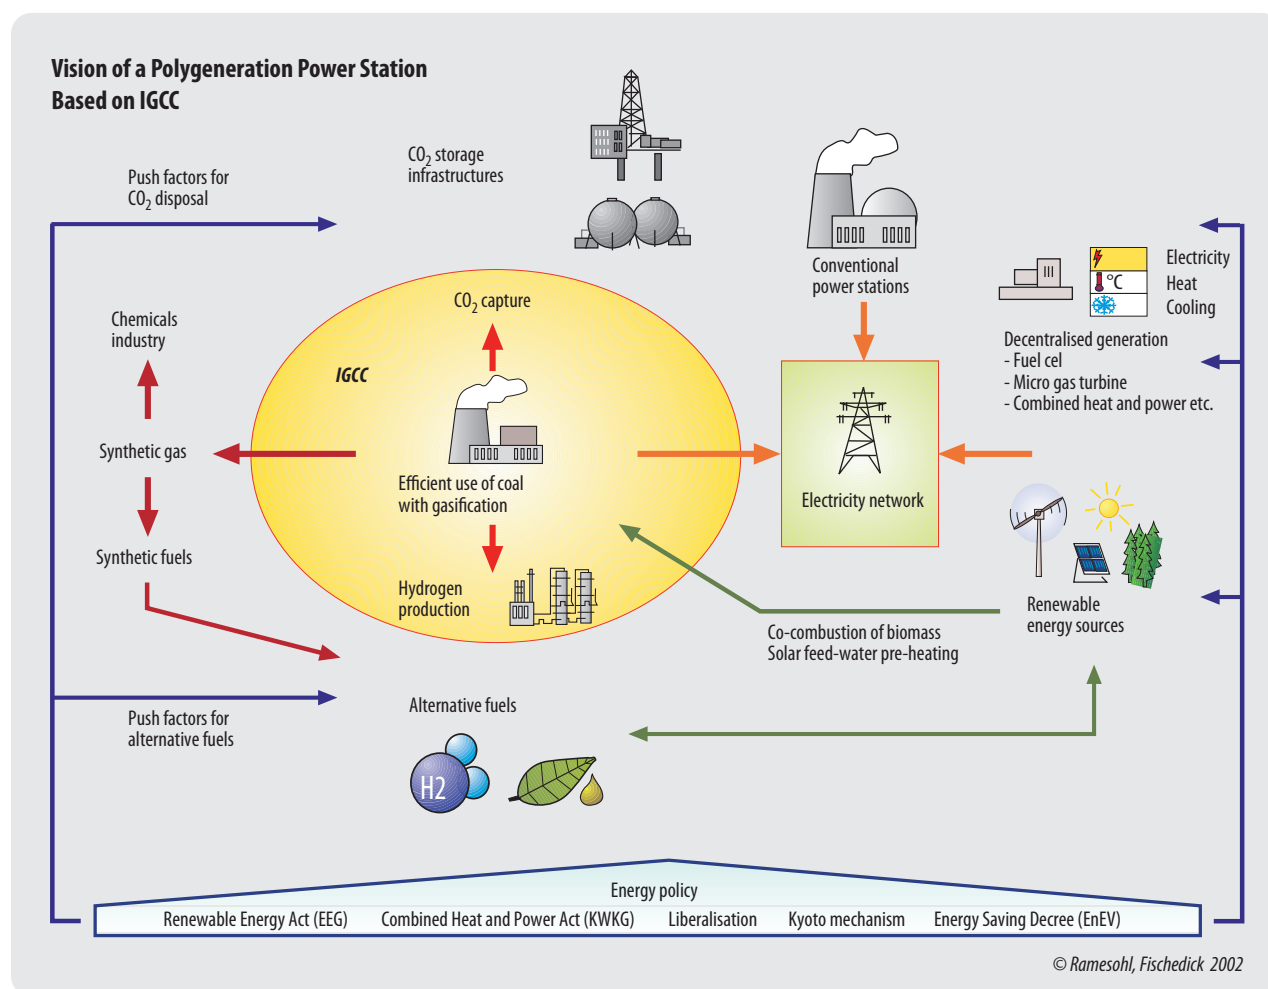 Vision of a Polygeneration Power Station
Based on IGCC
CO2 storage
infrastructures
Push factors for
CO2 disposal
Conventional
power stations
Electricity
°C
Heat
Cooling
Decentralised generation
- Fuel cel
- Micro gas turbine
- Combined heat and power etc.
CO2 capture
Chemicals
industry
IGCC
Synthetic gas
Efficient use of coal
with gasification
Electricity network
Synthetic fuels
Hydrogen
production
Renewable
energy sources
Co-combustion of biomass
Solar feed-water pre-heating
Alternative fuels
Push factors for
alternative fuels
H2
Energy policy
Renewable Energy Act (EEG) Combined Heat and Power Act (KWKG) Liberalisation Kyoto mechanism Energy Saving Decree (EnEV)
© Ramesohl, Fischedick 2002